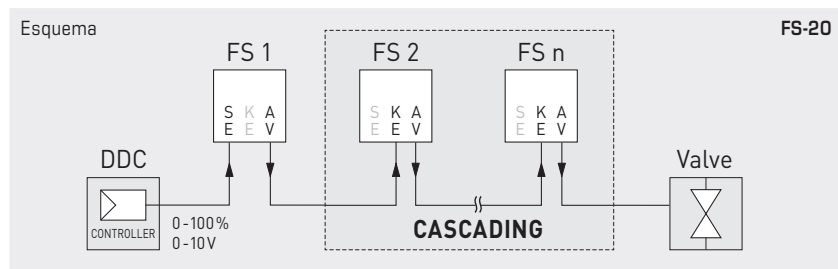 Esquema
FS-20
FS 1
FS 2
FS n
S K A
E E V
S K A
E E V
S K A
E E V
DDC
CONTROLLER
0-100%
0-10V
CASCADING
Valve